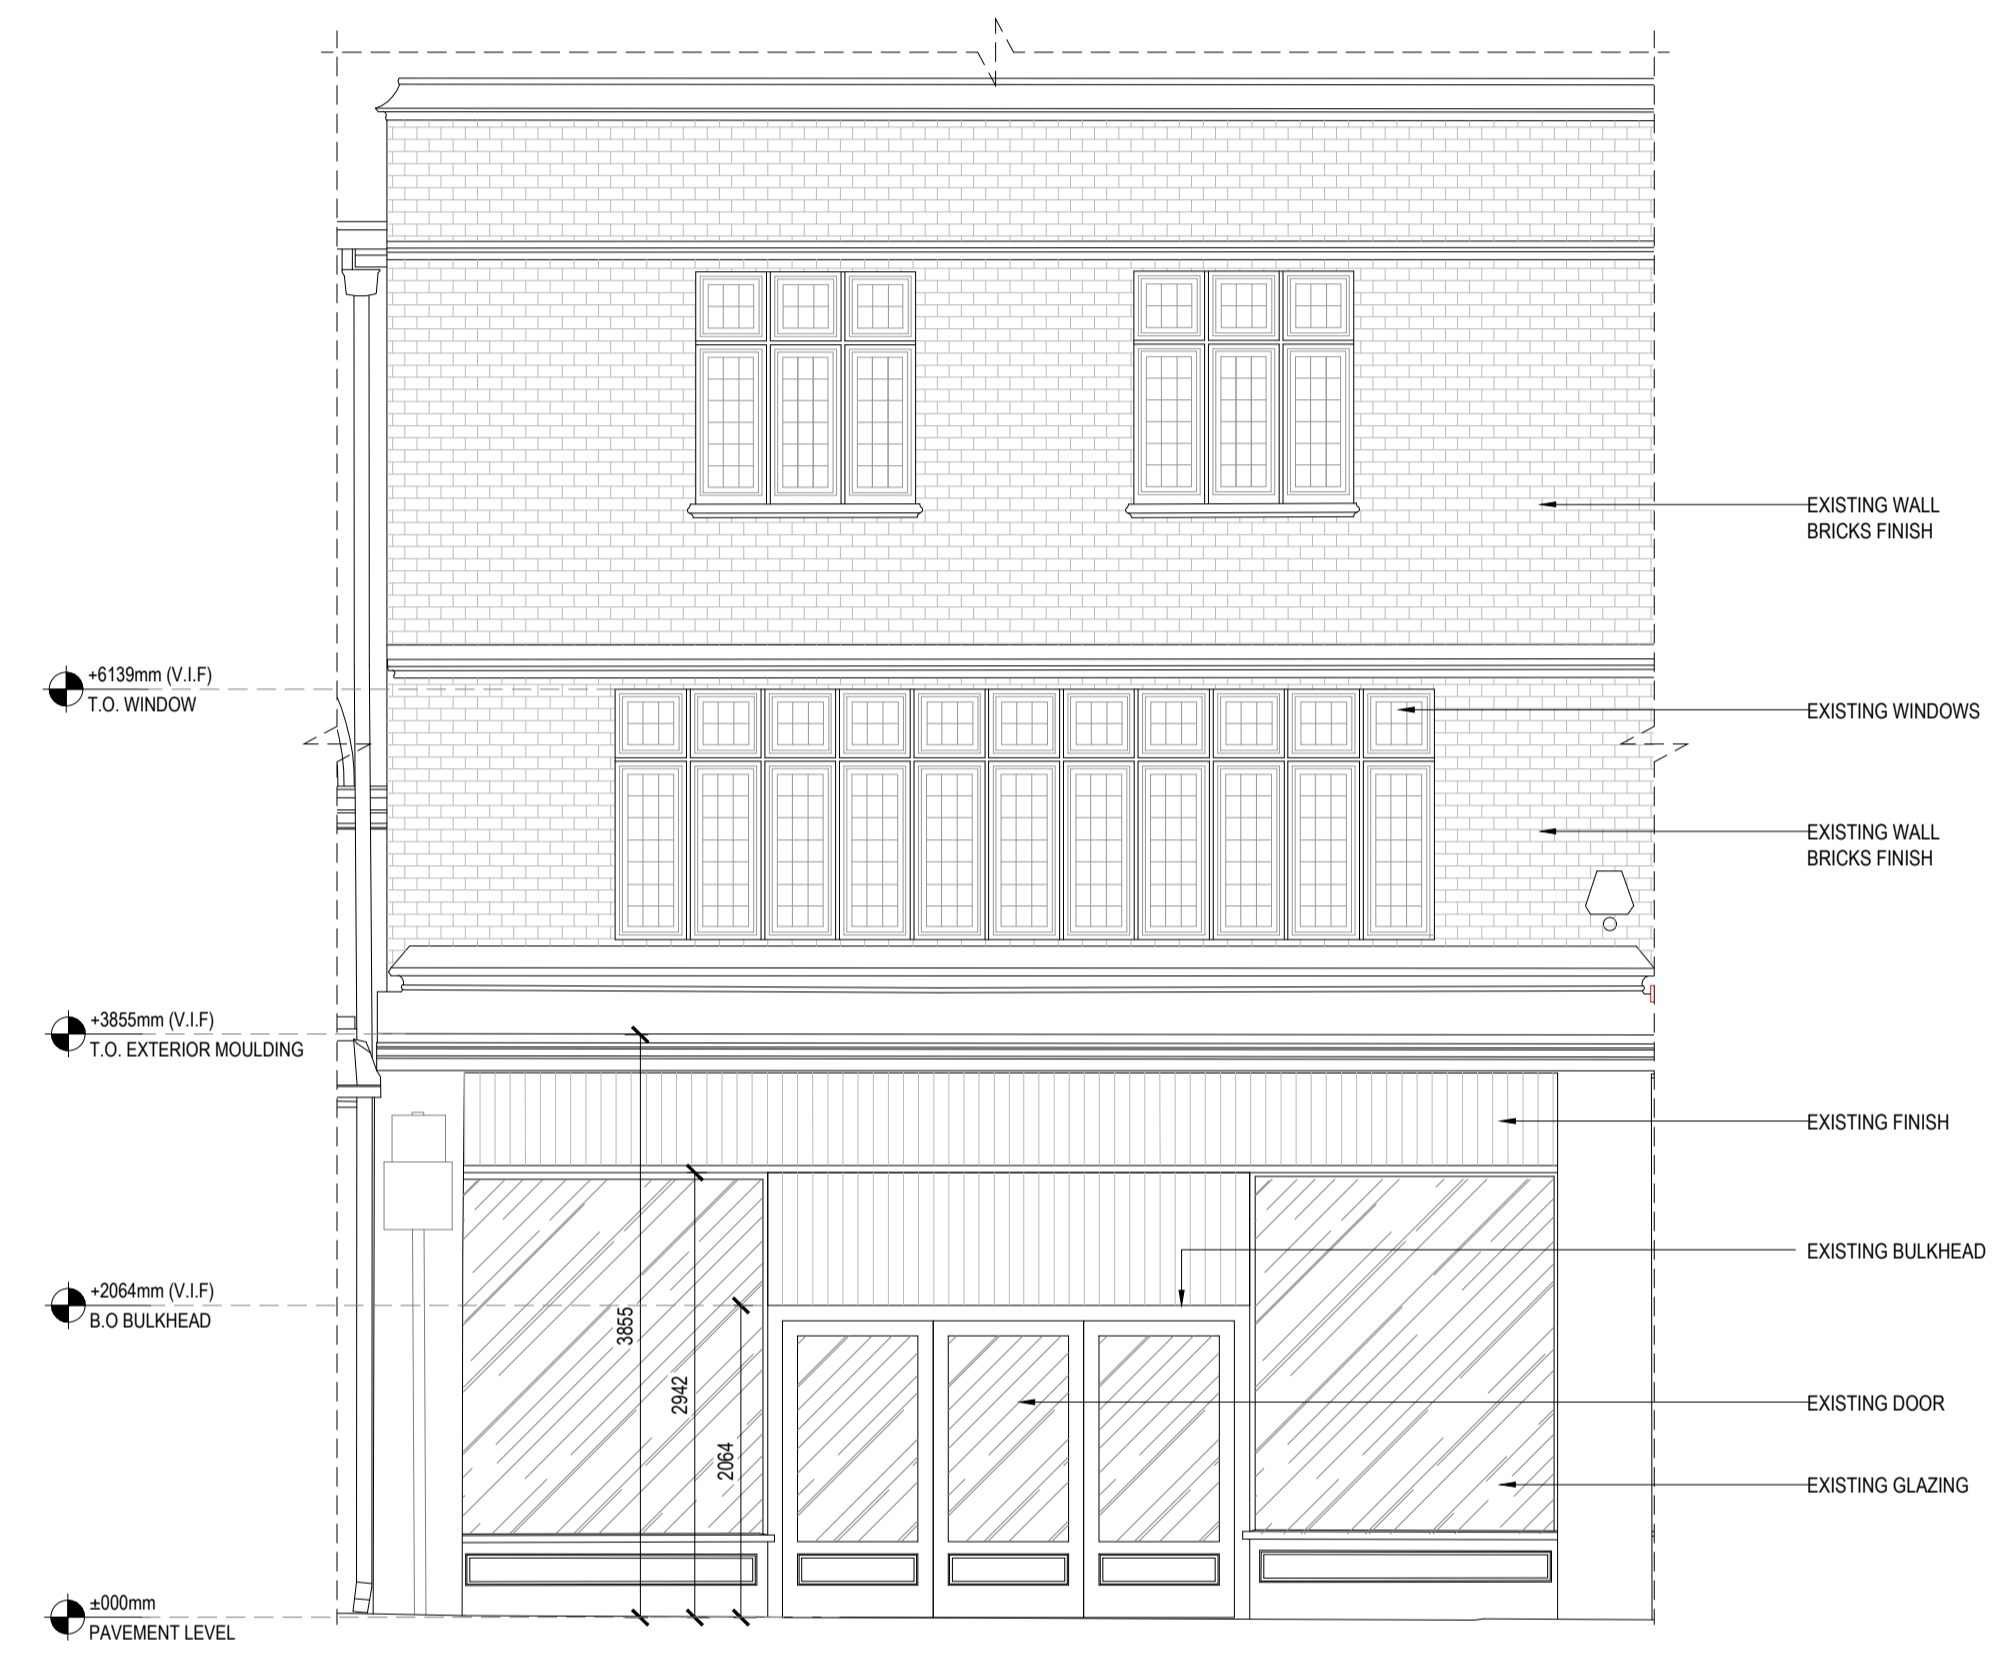 EXISTING WALL
BRICKS FINISH
+6139mm (V.I.F)
T.O. WINDOW
EXISTING WINDOWS
EXISTING WALL
BRICKS FINISH
+3855mm (V.I.F)
T.O. EXTERIOR MOULDING
EXISTING FINISH
EXISTING BULKHEAD
+2064mm (V.I.F)
B.O BULKHEAD
3855
2942
2064
EXISTING DOOR
EXISTING GLAZING
±000mm
PAVEMENT LEVEL